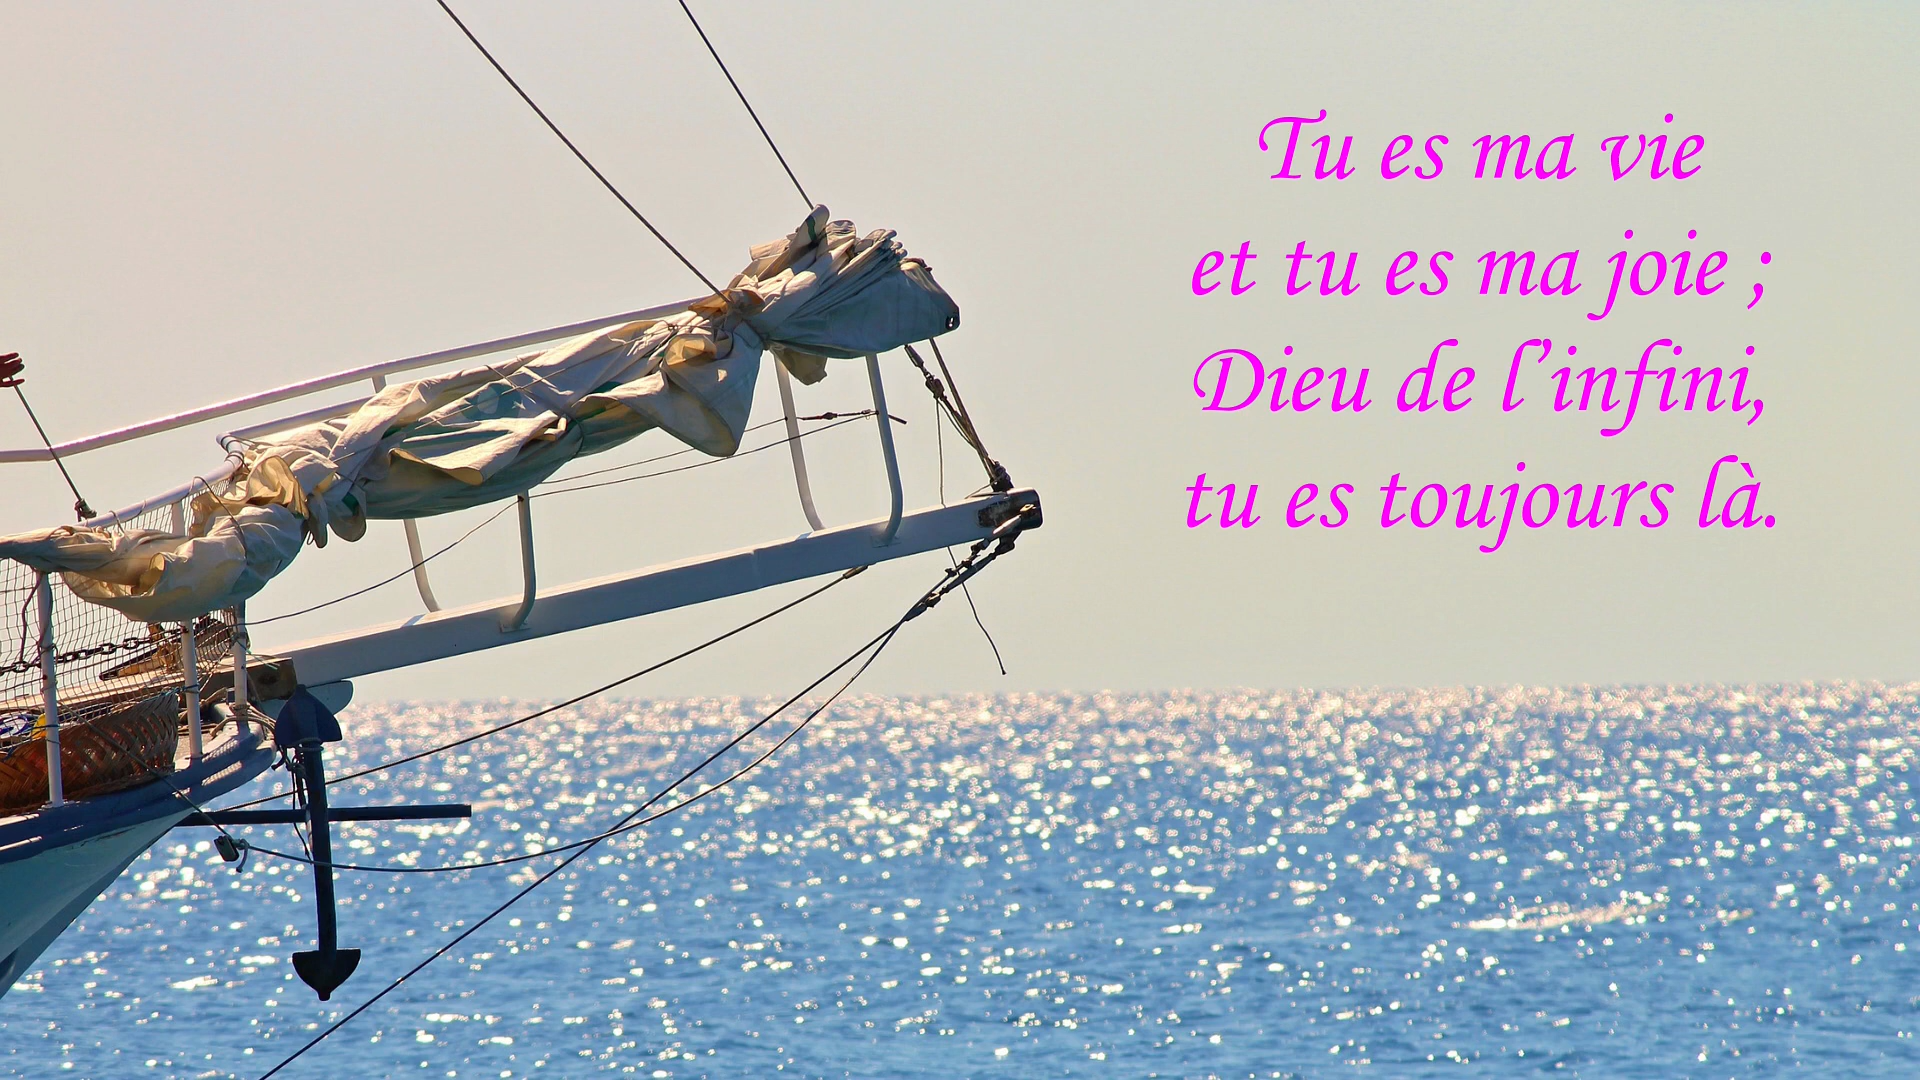 Tu es ma vie
et tu es ma joie ;
Dieu de l’infini,
tu es toujours là.